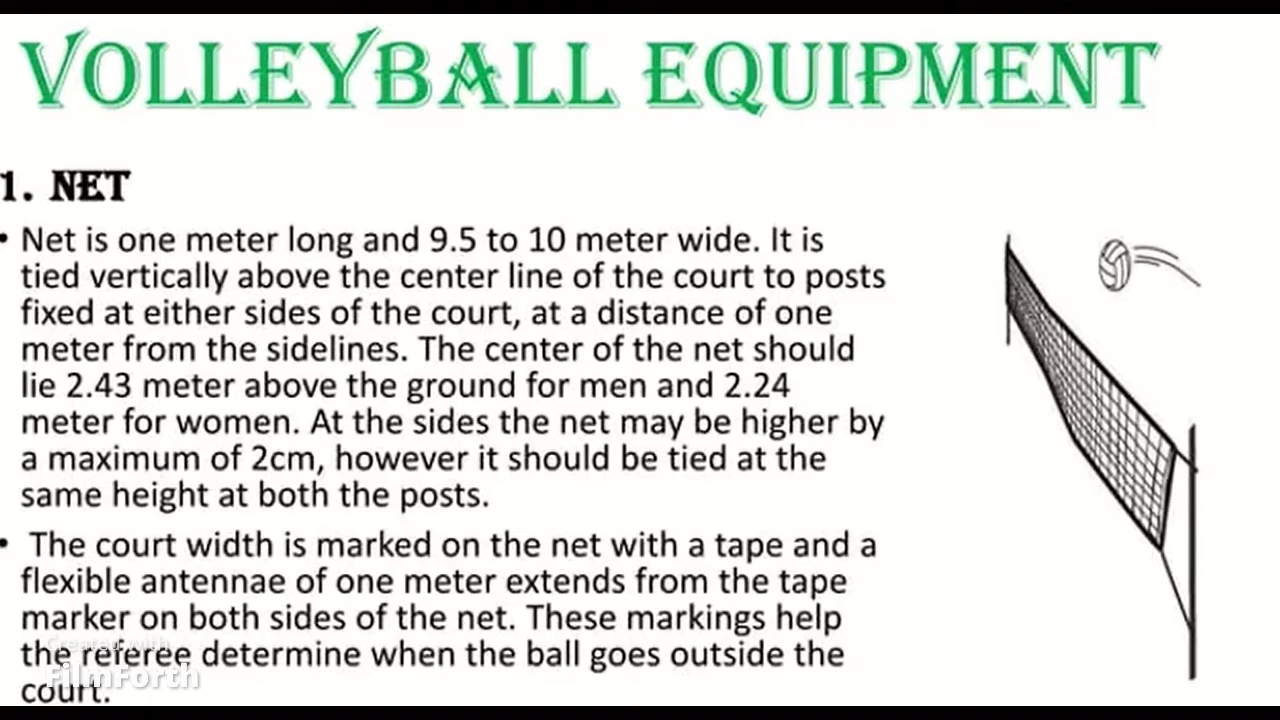 VOLLEYBALL EQUIPMENT
1. NET
• Net is one meter long and 9.5 to 10 meter wide. It is
tied vertically above the center line of the court to posts
fixed at either sides of the court, at a distance of one
meter from the sidelines. The center of the net should
lie 2.43 meter above the ground for men and 2.24
meter for women. At the sides the net may be higher by
a maximum of 2cm, however it should be tied at the
same height at both the posts.
• The court width is marked on the net with a tape and a
flexible antennae of one meter extends from the tape
marker on both sides of the net. These markings help
the referee determine when the ball goes outside the
court.
Created with
FilmForth